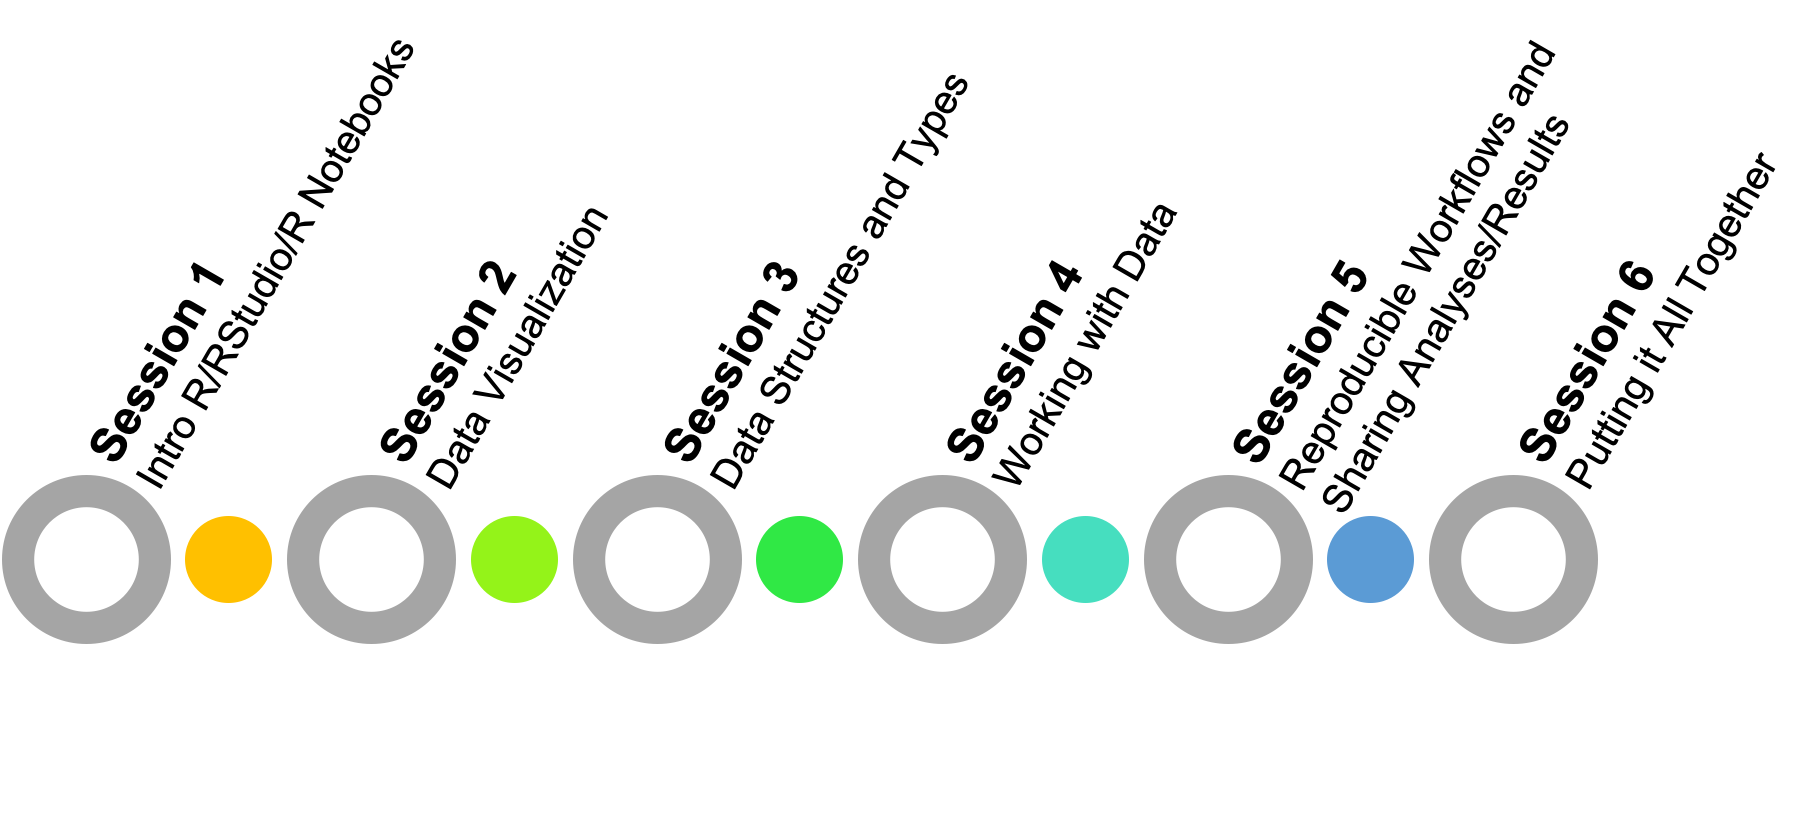 Session 1
Intro R/RStudio/R Notebooks
Session 2
Data Visualization
Session 3
Data Structures and Types
Session 4
Working with Data
Session 5
Reproducible Workflows and
Sharing Analyses/Results
Session 6
Putting it All Together